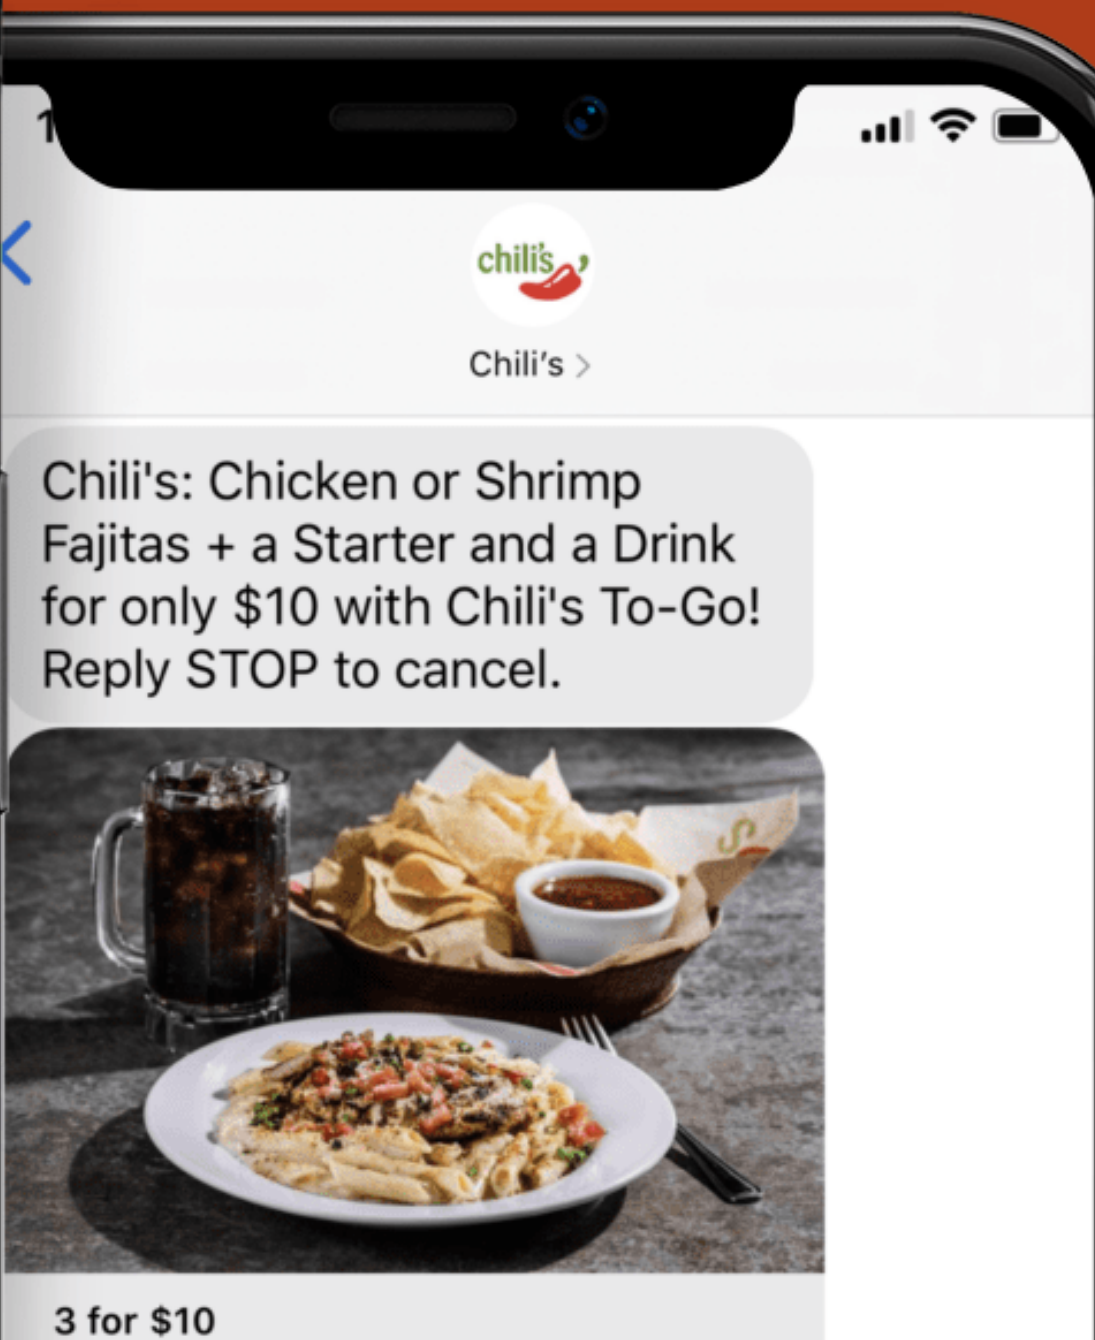 1
chili's
Chili's
Chili's: Chicken or Shrimp
Fajitas + a Starter and a Drink
for only $10 with Chili's To-Go!
Reply STOP to cancel.
3 for $10